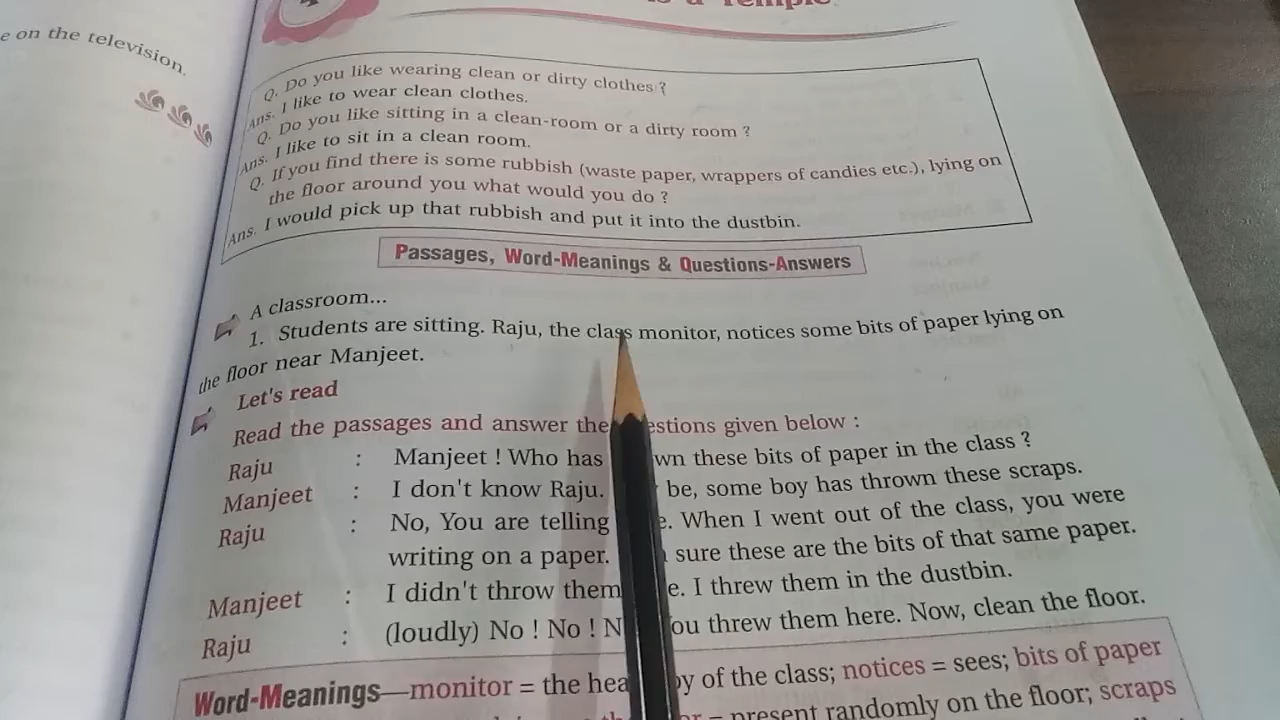 e on the television.
is a Temple
Q. Do you like wearing clean or dirty clothes ?
Ans. I like to wear clean clothes.
Q. Do you like sitting in a clean-room or a dirty room ?
Ans. I like to sit in a clean room.
Q. If you find there is some rubbish (waste paper, wrappers of candies etc.), lying on
the floor around you what would you do ?
Ans. I would pick up that rubbish and put it into the dustbin.
Passages, Word-Meanings & Questions-Answers
A classroom...
1. Students are sitting. Raju, the class monitor, notices some bits of paper lying on
the floor near Manjeet.
Let's read
Read the passages and answer the estions given below :
Raju : Manjeet ! Who has wn these bits of paper in the class ?
Manjeet : I don't know Raju. be, some boy has thrown these scraps.
Raju : No, You are telling e. When I went out of the class, you were
writing on a paper. sure these are the bits of that same paper.
Manjeet : I didn't throw them e. I threw them in the dustbin.
Raju : (loudly) No ! No ! N ou threw them here. Now, clean the floor.
Word-Meanings—monitor = the hea oy of the class; notices = sees; bits of paper
= present randomly on the floor; scraps